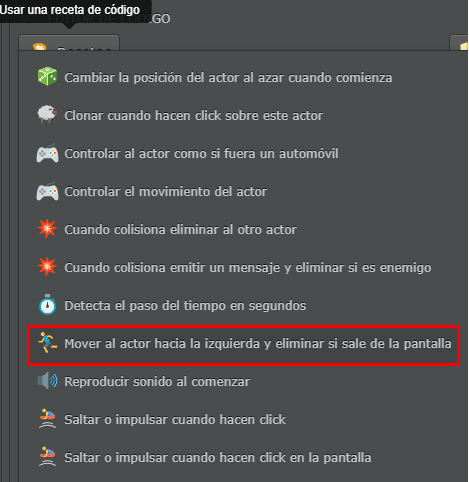 Usar una receta de código
Cambiar la posición del actor al azar cuando comienza
Clonar cuando hacen click sobre este actor
Controlar al actor como si fuera un automóvil
Controlar el movimiento del actor
Cuando colisiona eliminar al otro actor
Cuando colisiona emitir un mensaje y eliminar si es enemigo
Detecta el paso del tiempo en segundos
Mover al actor hacia la izquierda y eliminar si sale de la pantalla
Reproducir sonido al comenzar
Saltar o impulsar cuando hacen click
Saltar o impulsar cuando hacen click en la pantalla